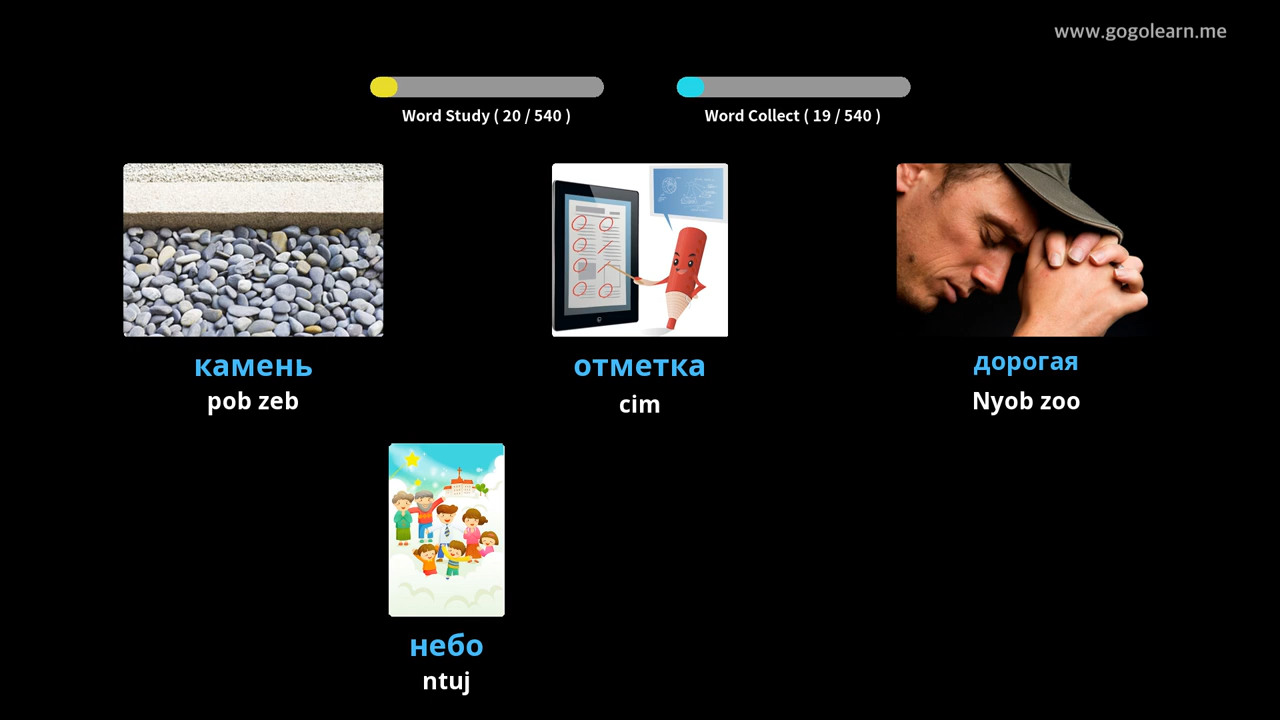 www.gogolearn.me
Word Study ( 20 / 540 )
Word Collect ( 19 / 540 )
камень
pob zeb
отметка
cim
дорогая
Nyob zoo
небо
ntuj